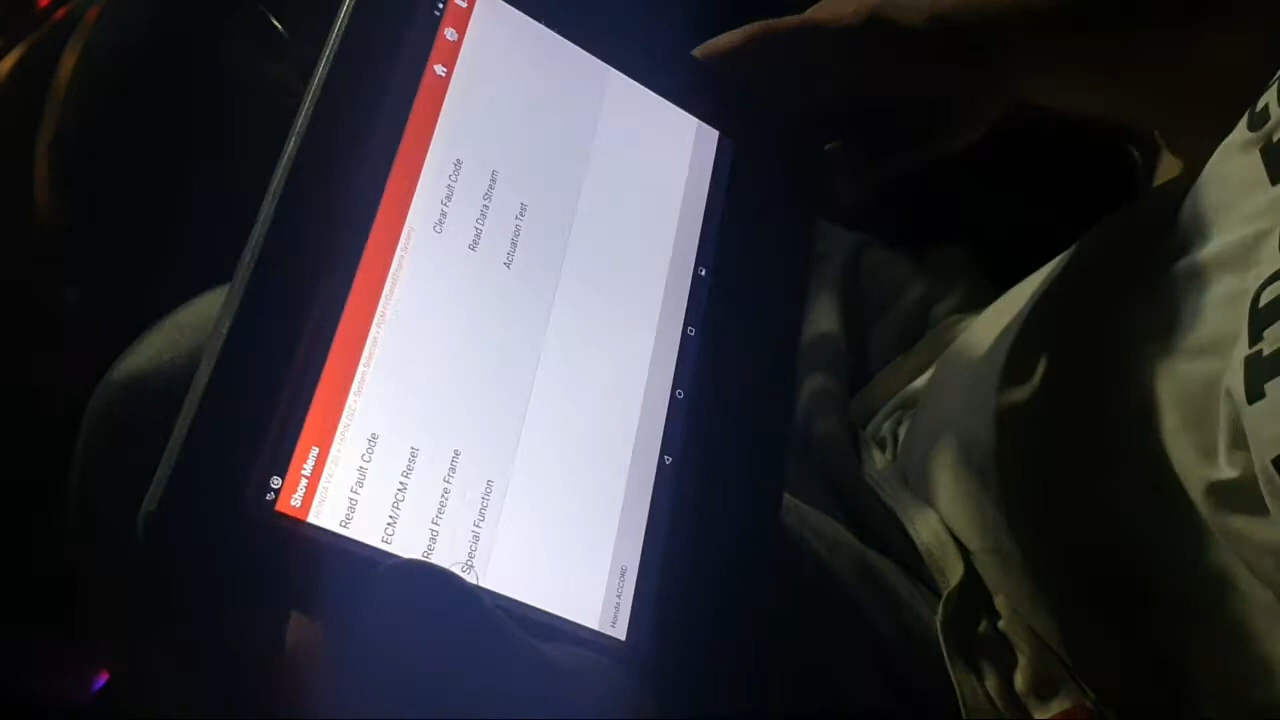 Show Menu
Read Fault Code
Clear Fault Code
ECM/PCM Reset
Read Data Stream
Read Freeze Frame
Actuation Test
Special Function
Honda ACCORD